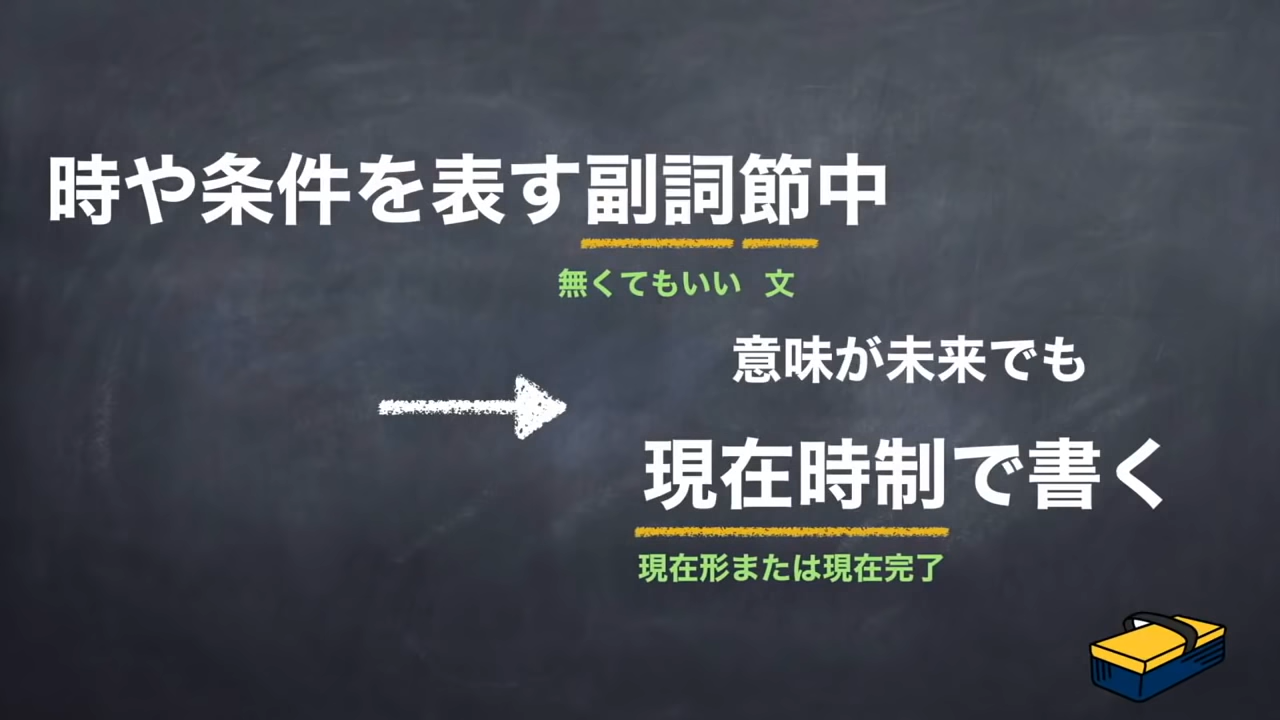 時や条件を表す副詞節中
無くてもいい 文
意味が未来でも
現在時制で書く
現在形または現在完了